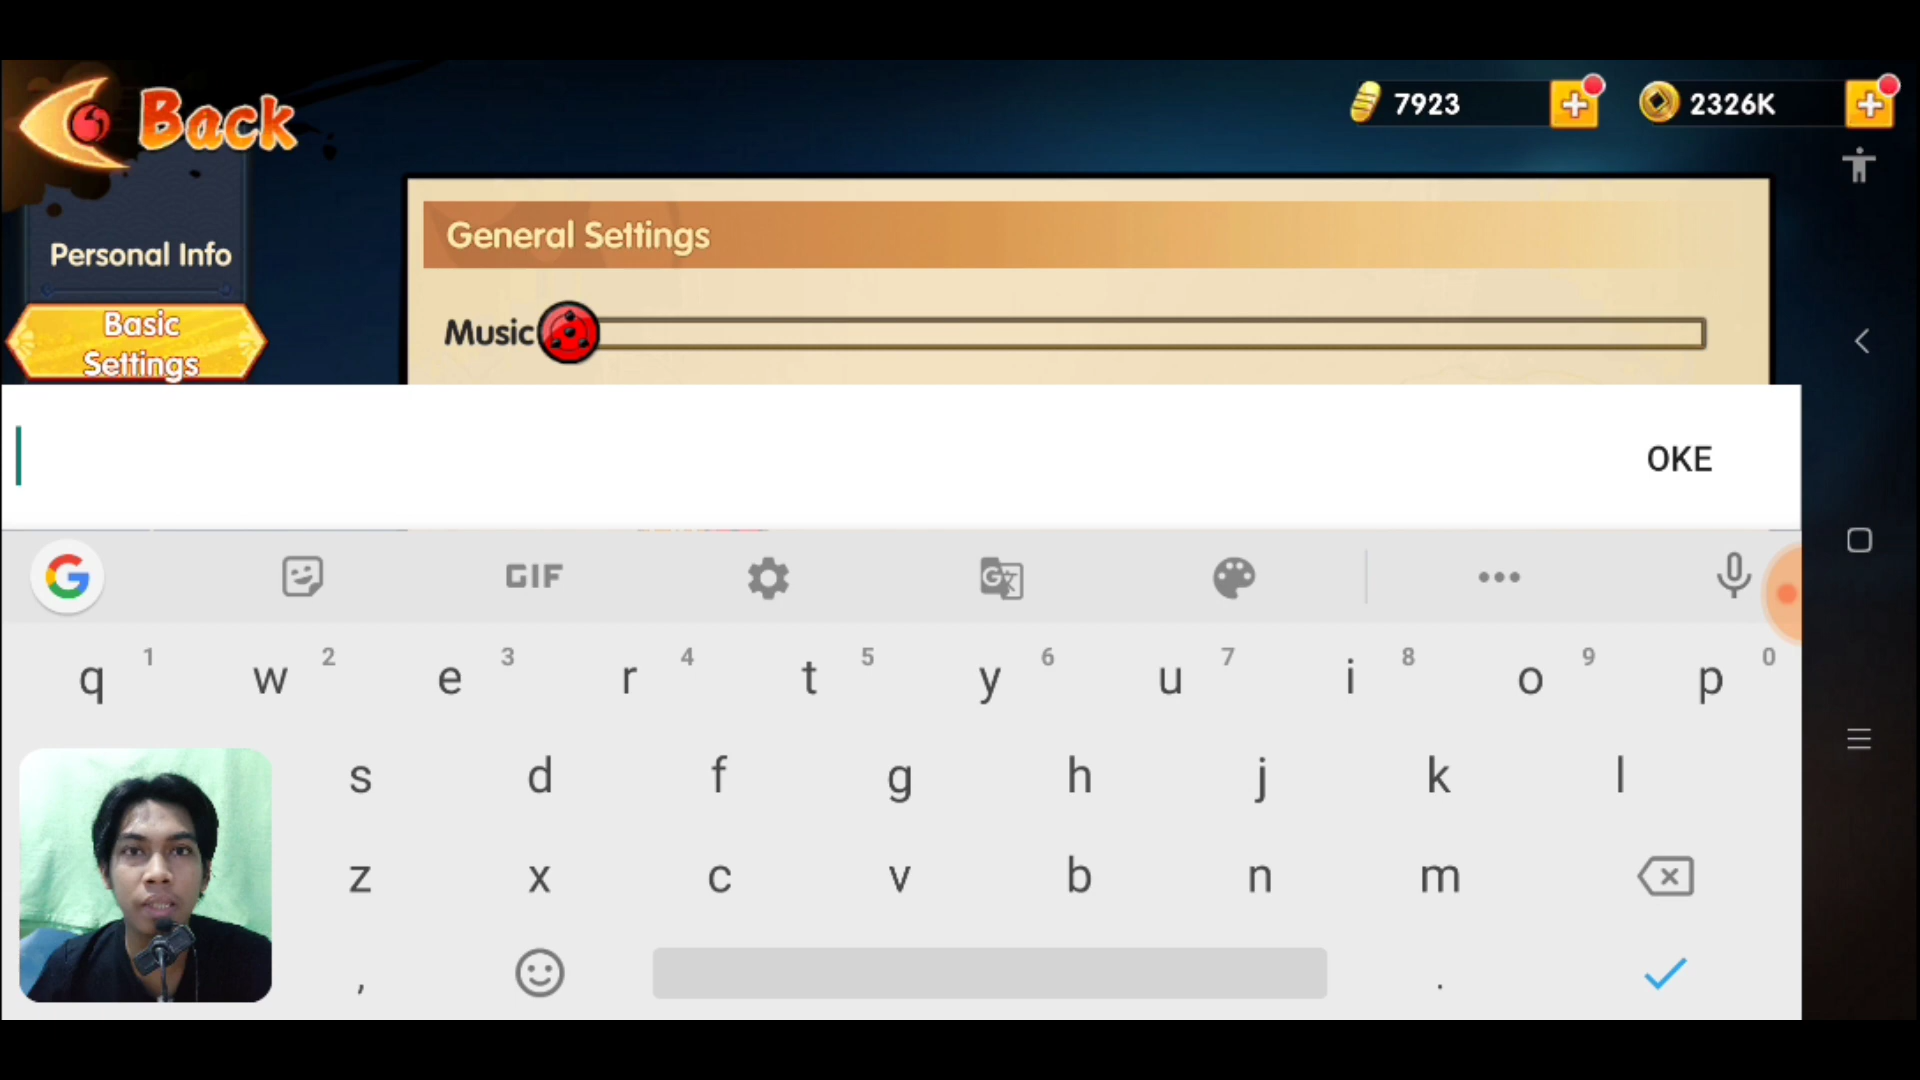 Back
7923
2326K
General Settings
Personal Info
Basic
Settings
Music
OKE
G
GIF
G
q 1 w 2 e 3 r 4 t 5 y 6 u 7 i 8 o 9 p 0
s d f g h j k l
z x c v b n m
, .